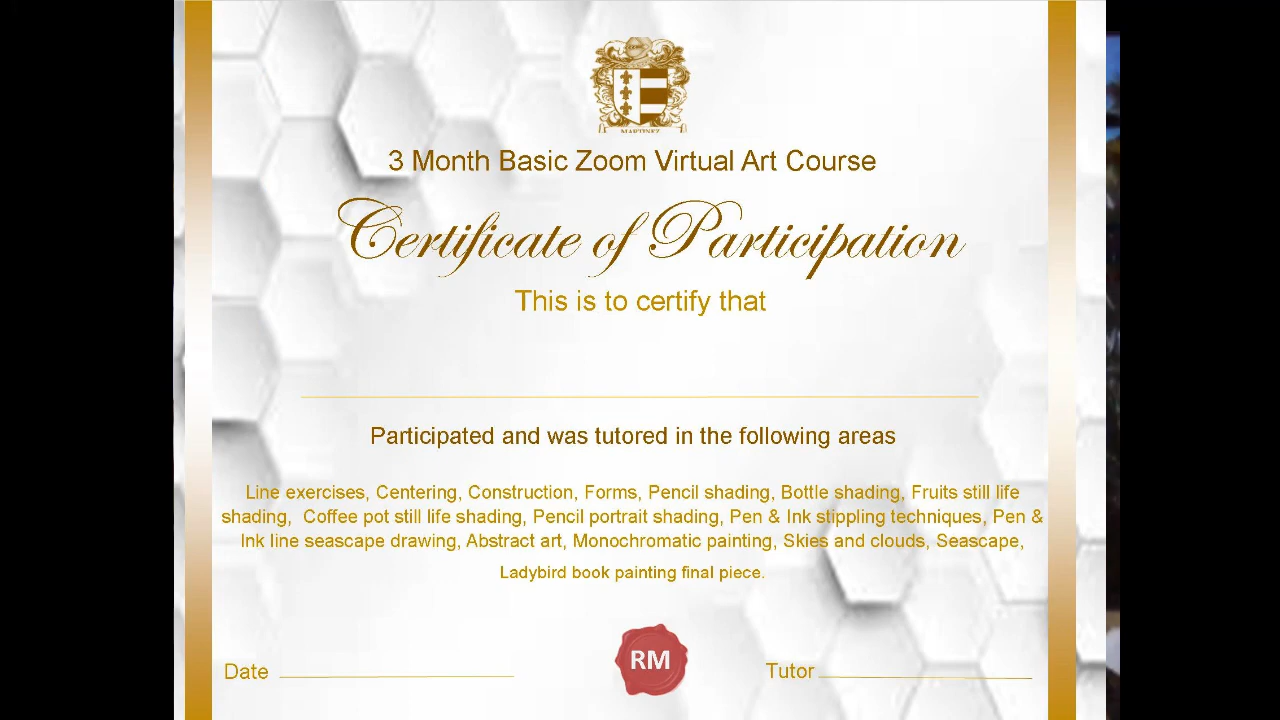 MARTINEZ
3 Month Basic Zoom Virtual Art Course
Certificate of Participation
This is to certify that
Participated and was tutored in the following areas
Line exercises, Centering, Construction, Forms, Pencil shading, Bottle shading, Fruits still life
shading, Coffee pot still life shading, Pencil portrait shading, Pen & Ink stippling techniques, Pen &
Ink line seascape drawing, Abstract art, Monochromatic painting, Skies and clouds, Seascape,
Ladybird book painting final piece.
Date
RM
Tutor